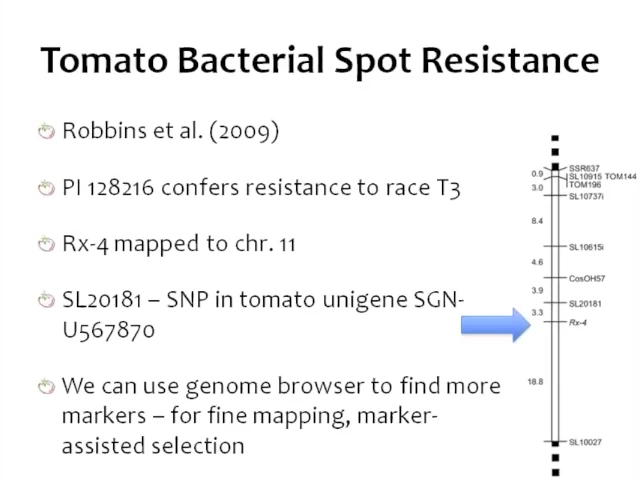 Tomato Bacterial Spot Resistance
Robbins et al. (2009)
PI 128216 confers resistance to race T3
Rx-4 mapped to chr. 11
SL20181 – SNP in tomato unigene SGN-
U567870
We can use genome browser to find more
markers – for fine mapping, marker-
assisted selection
SSR637
0.9
SL10915 TOM144
3.0
TOM196
SL10737i
8.4
SL10615i
4.6
CosOH57
3.9
SL20181
3.3
Rx-4
18.8
SL10027